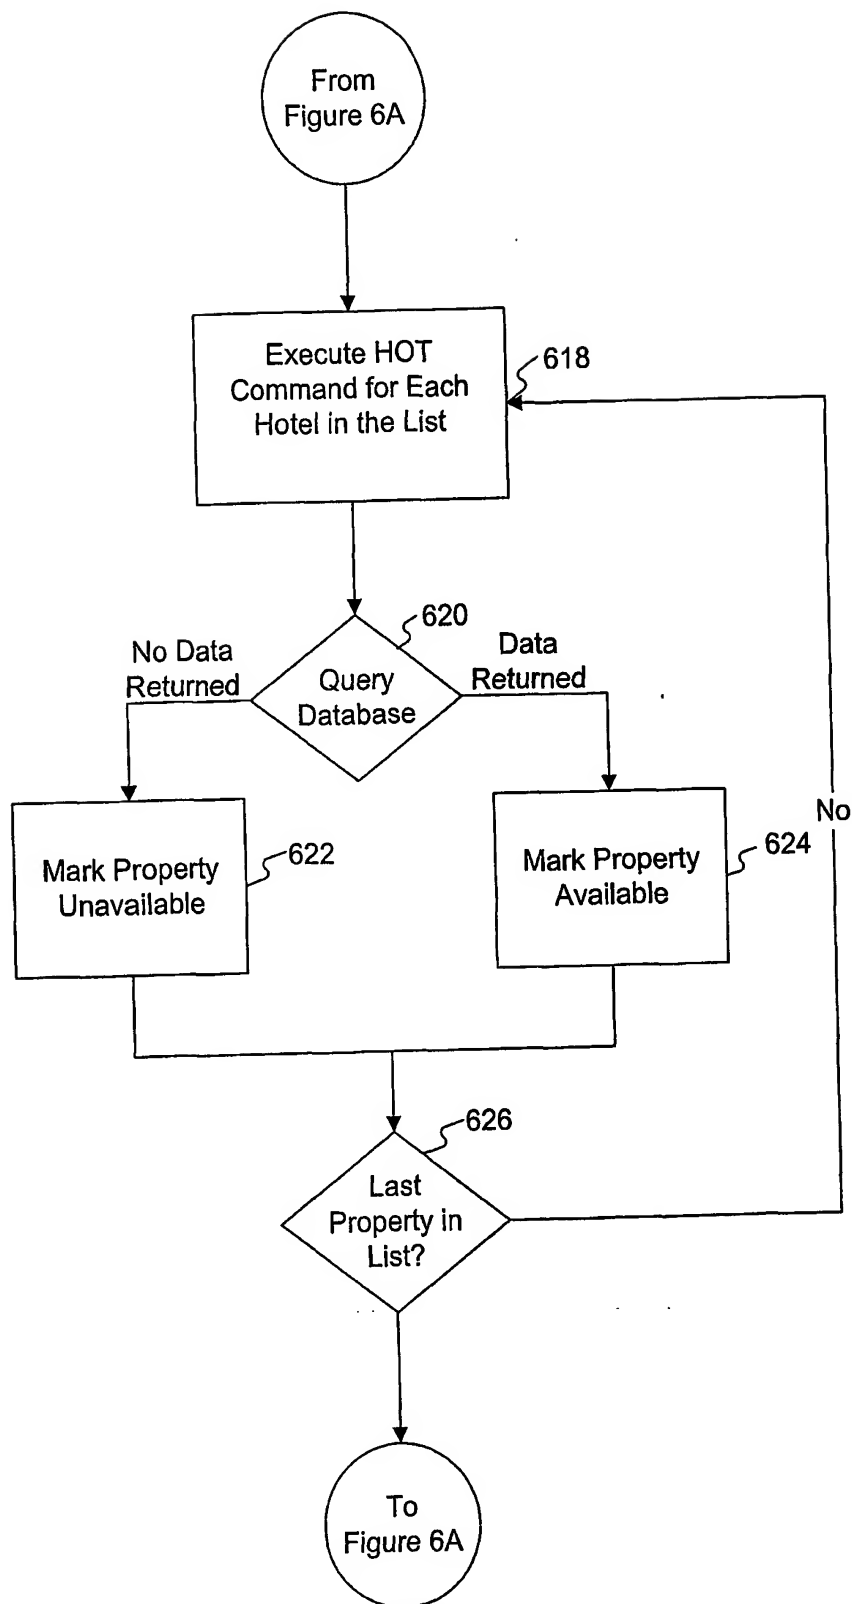 From
Figure 6A
Execute HOT
Command for Each
Hotel in the List
618
620
No Data
Returned
Data
Returned
Query
Database
No
Mark Property
Unavailable
622
Mark Property
Available
624
626
Last
Property in
List?
To
Figure 6A